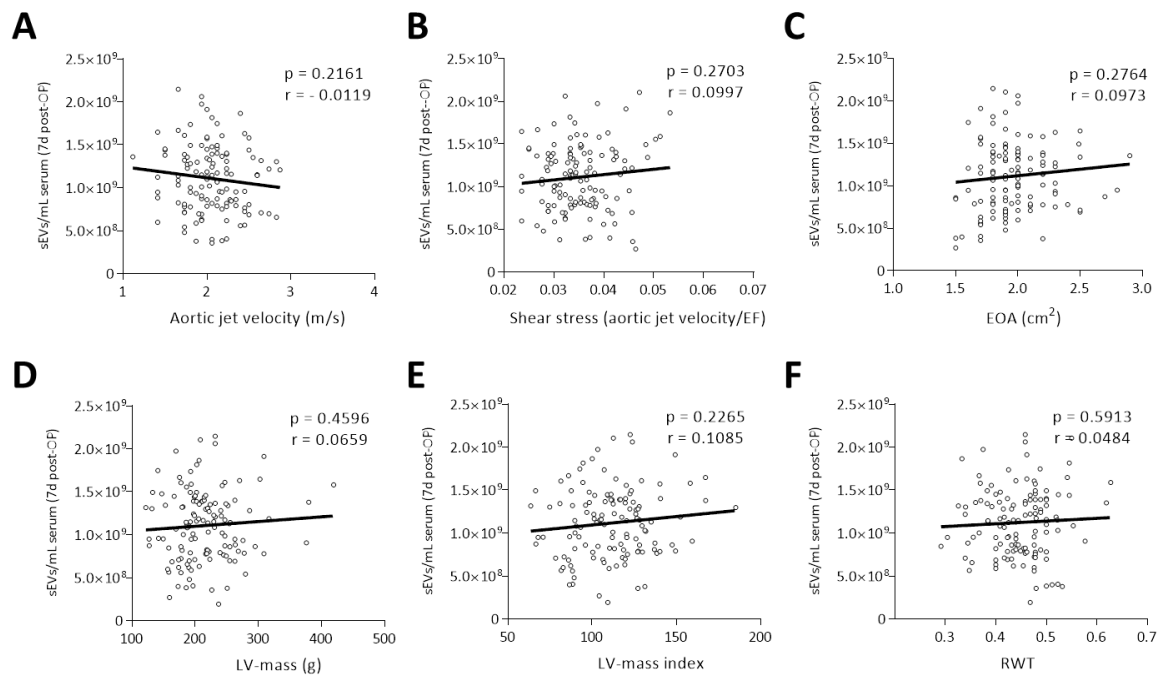 A
sEVs/mL serum (7d post-OP)
2.5×10⁹
2.0×10⁹
1.5×10⁹
1.0×10⁹
5.0×10⁸
0
p = 0.2161
r = - 0.0119
1 2 3 4
Aortic jet velocity (m/s)
B
sEVs/mL serum (7d post--OP)
2.5×10⁹
2.0×10⁹
1.5×10⁹
1.0×10⁹
5.0×10⁸
0
p = 0.2703
r = 0.0997
0.02 0.03 0.04 0.05 0.06 0.07
Shear stress (aortic jet velocity/EF)
C
sEVs/mL serum (7d post-OP)
2.5×10⁹
2.0×10⁹
1.5×10⁹
1.0×10⁹
5.0×10⁸
0
p = 0.2764
r = 0.0973
1.0 1.5 2.0 2.5 3.0
EOA (cm²)
D
sEVs/mL serum (7d post-OP)
2.5×10⁹
2.0×10⁹
1.5×10⁹
1.0×10⁹
5.0×10⁸
0
p = 0.4596
r = 0.0659
100 200 300 400 500
LV-mass (g)
E
sEVs/mL serum (7d post-OP)
2.5×10⁹
2.0×10⁹
1.5×10⁹
1.0×10⁹
5.0×10⁸
0
p = 0.2265
r = 0.1085
50 100 150 200
LV-mass index
F
sEVs/mL serum (7d post-OP)
2.5×10⁹
2.0×10⁹
1.5×10⁹
1.0×10⁹
5.0×10⁸
0
p = 0.5913
r = 0.0484
0.3 0.4 0.5 0.6 0.7
RWT